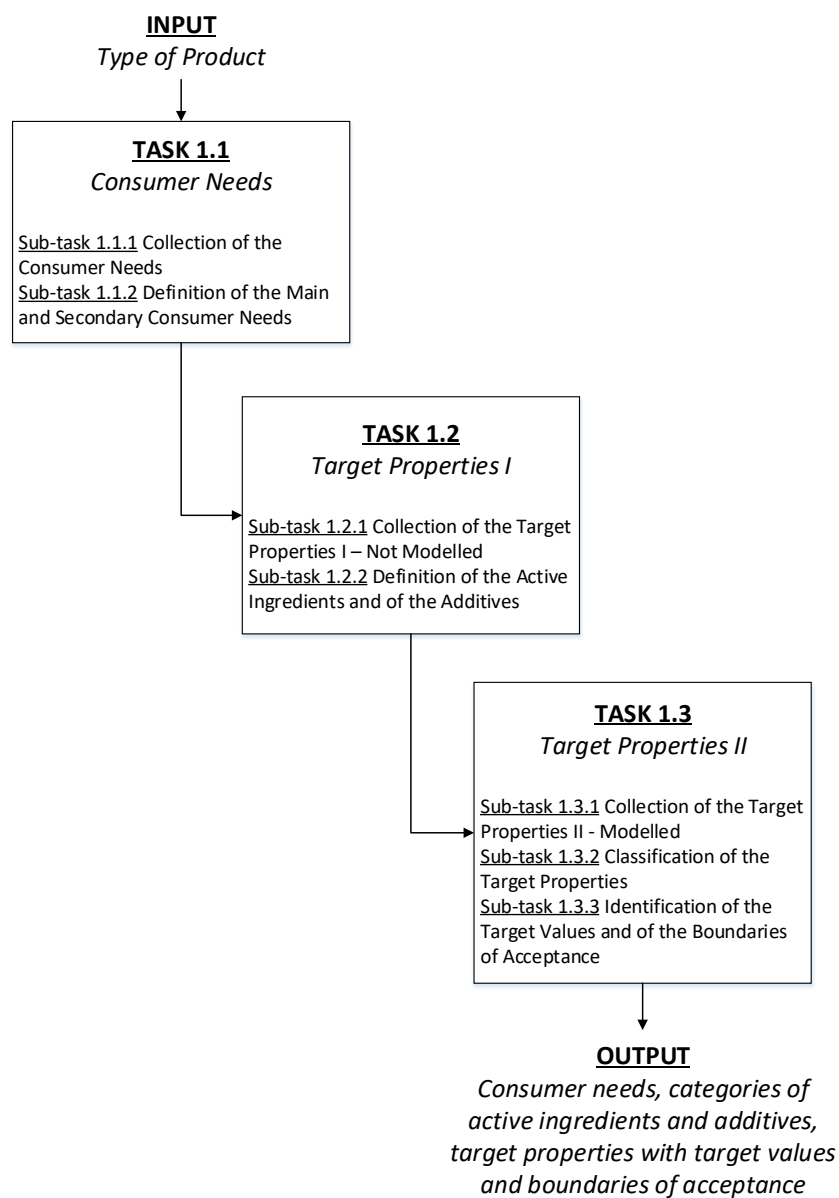 INPUT
Type of Product
TASK 1.1
Consumer Needs
Sub-task 1.1.1 Collection of the
Consumer Needs
Sub-task 1.1.2 Definition of the Main
and Secondary Consumer Needs
TASK 1.2
Target Properties I
Sub-task 1.2.1 Collection of the Target
Properties I – Not Modelled
Sub-task 1.2.2 Definition of the Active
Ingredients and of the Additives
TASK 1.3
Target Properties II
Sub-task 1.3.1 Collection of the Target
Properties II - Modelled
Sub-task 1.3.2 Classification of the
Target Properties
Sub-task 1.3.3 Identification of the
Target Values and of the Boundaries
of Acceptance
OUTPUT
Consumer needs, categories of
active ingredients and additives,
target properties with target values
and boundaries of acceptance